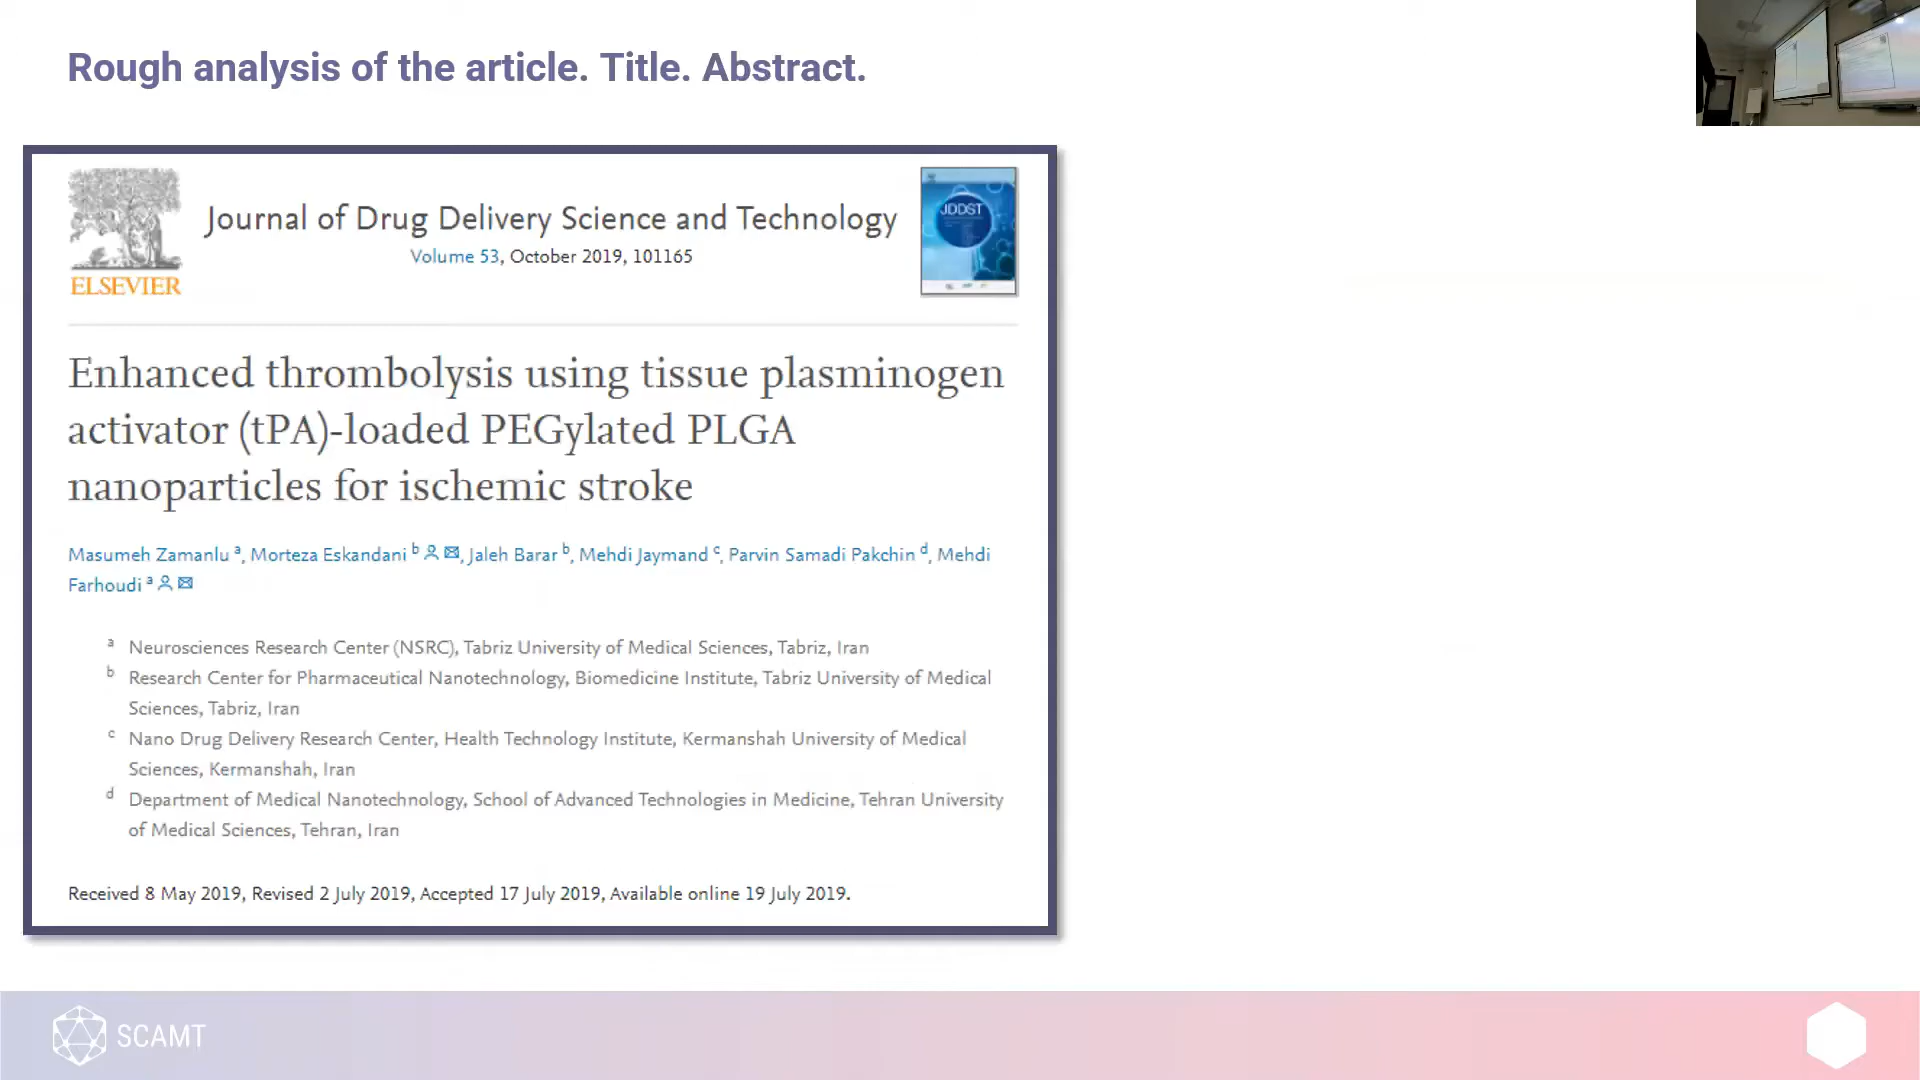 Rough analysis of the article. Title. Abstract.
ELSEVIER
Journal of Drug Delivery Science and Technology
Volume 53, October 2019, 101165
JDDST
Enhanced thrombolysis using tissue plasminogen
activator (tPA)-loaded PEGylated PLGA
nanoparticles for ischemic stroke
Masumeh Zamanlu a, Morteza Eskandani b, Jaleh Barar b, Mehdi Jaymand c, Parvin Samadi Pakchin d, Mehdi
Farhoudi a
a Neurosciences Research Center (NSRC), Tabriz University of Medical Sciences, Tabriz, Iran
b Research Center for Pharmaceutical Nanotechnology, Biomedicine Institute, Tabriz University of Medical
Sciences, Tabriz, Iran
c Nano Drug Delivery Research Center, Health Technology Institute, Kermanshah University of Medical
Sciences, Kermanshah, Iran
d Department of Medical Nanotechnology, School of Advanced Technologies in Medicine, Tehran University
of Medical Sciences, Tehran, Iran
Received 8 May 2019, Revised 2 July 2019, Accepted 17 July 2019, Available online 19 July 2019.
SCAMT